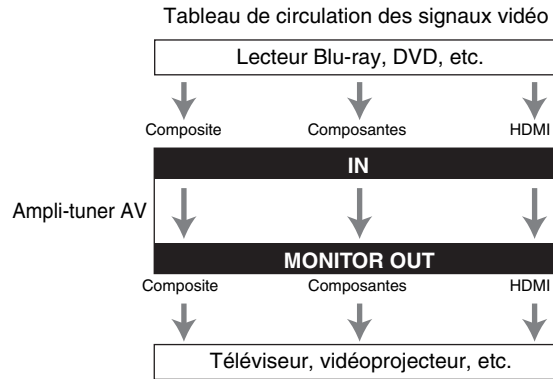 Tableau de circulation des signaux vidéo
Lecteur Blu-ray, DVD, etc.
Composite Composantes HDMI
IN
Ampli-tuner AV
MONITOR OUT
Composite Composantes HDMI
Téléviseur, vidéoprojecteur, etc.